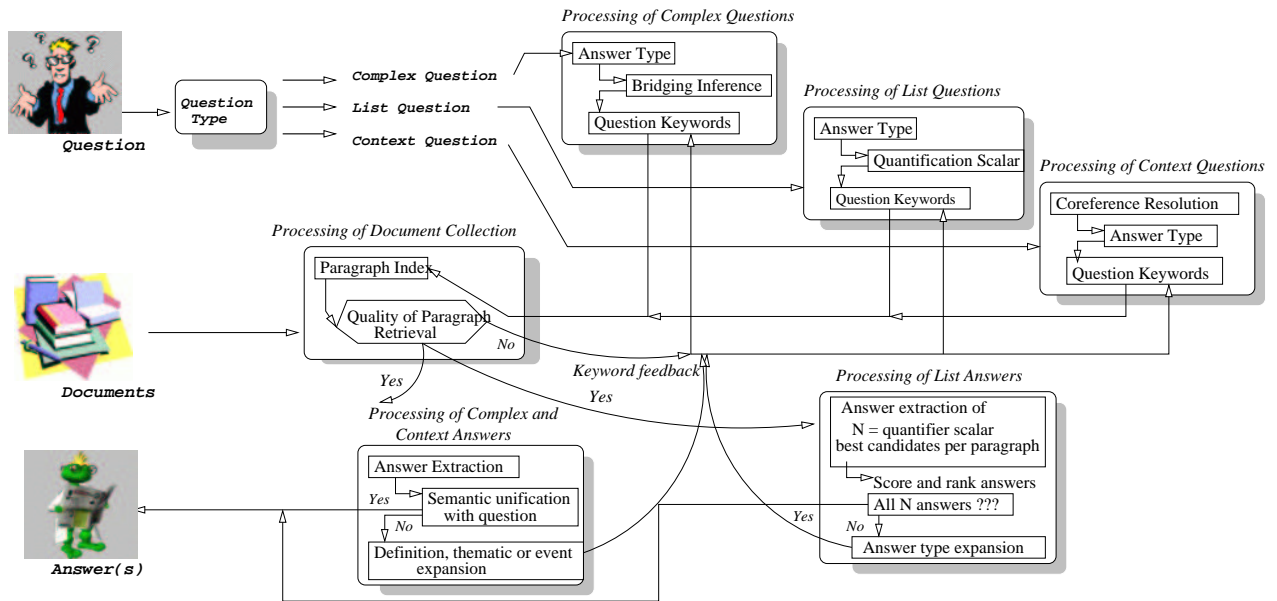 Processing of Complex Questions
Answer Type
Bridging Inference
Question Keywords
Complex Question
List Question
Context Question
Question
Type
? ? ?
Question
Processing of List Questions
Answer Type
Quantification Scalar
Question Keywords
Processing of Context Questions
Coreference Resolution
Answer Type
Question Keywords
Processing of Document Collection
Paragraph Index
Quality of Paragraph
Retrieval
No
Keyword feedback
Yes
Yes
Documents
Processing of Complex and
Context Answers
Answer Extraction
Yes
Semantic unification
with question
No
Definition, thematic or event
expansion
Processing of List Answers
Answer extraction of
N = quantifier scalar
best candidates per paragraph
Score and rank answers
All N answers ???
Yes
No
Answer type expansion
Answer(s)